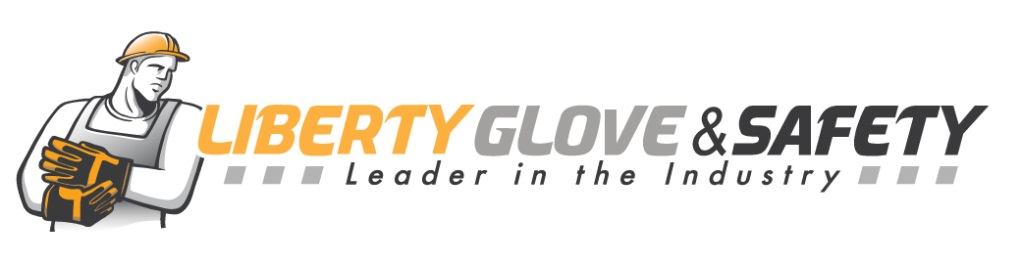 LIBERTY GLOVE & SAFETY
Leader in the Industry